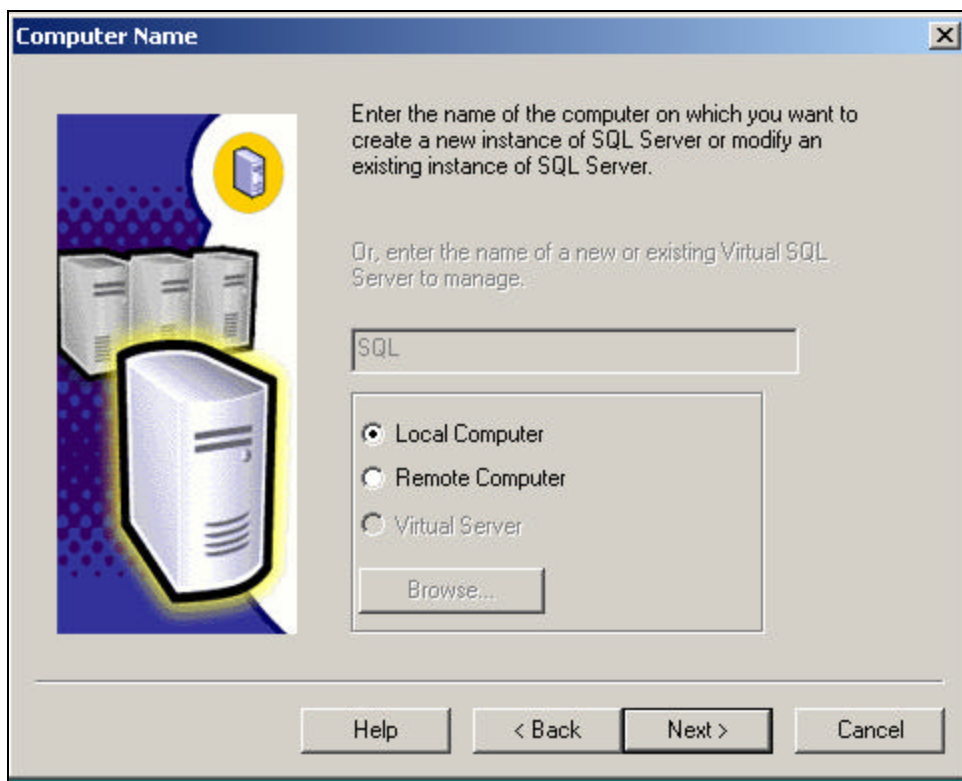 Computer Name
Enter the name of the computer on which you want to
create a new instance of SQL Server or modify an
existing instance of SQL Server.
Or, enter the name of a new or existing Virtual SQL
Server to manage.
SQL
Local Computer
Remote Computer
Virtual Server
Browse...
Help
< Back
Next >
Cancel